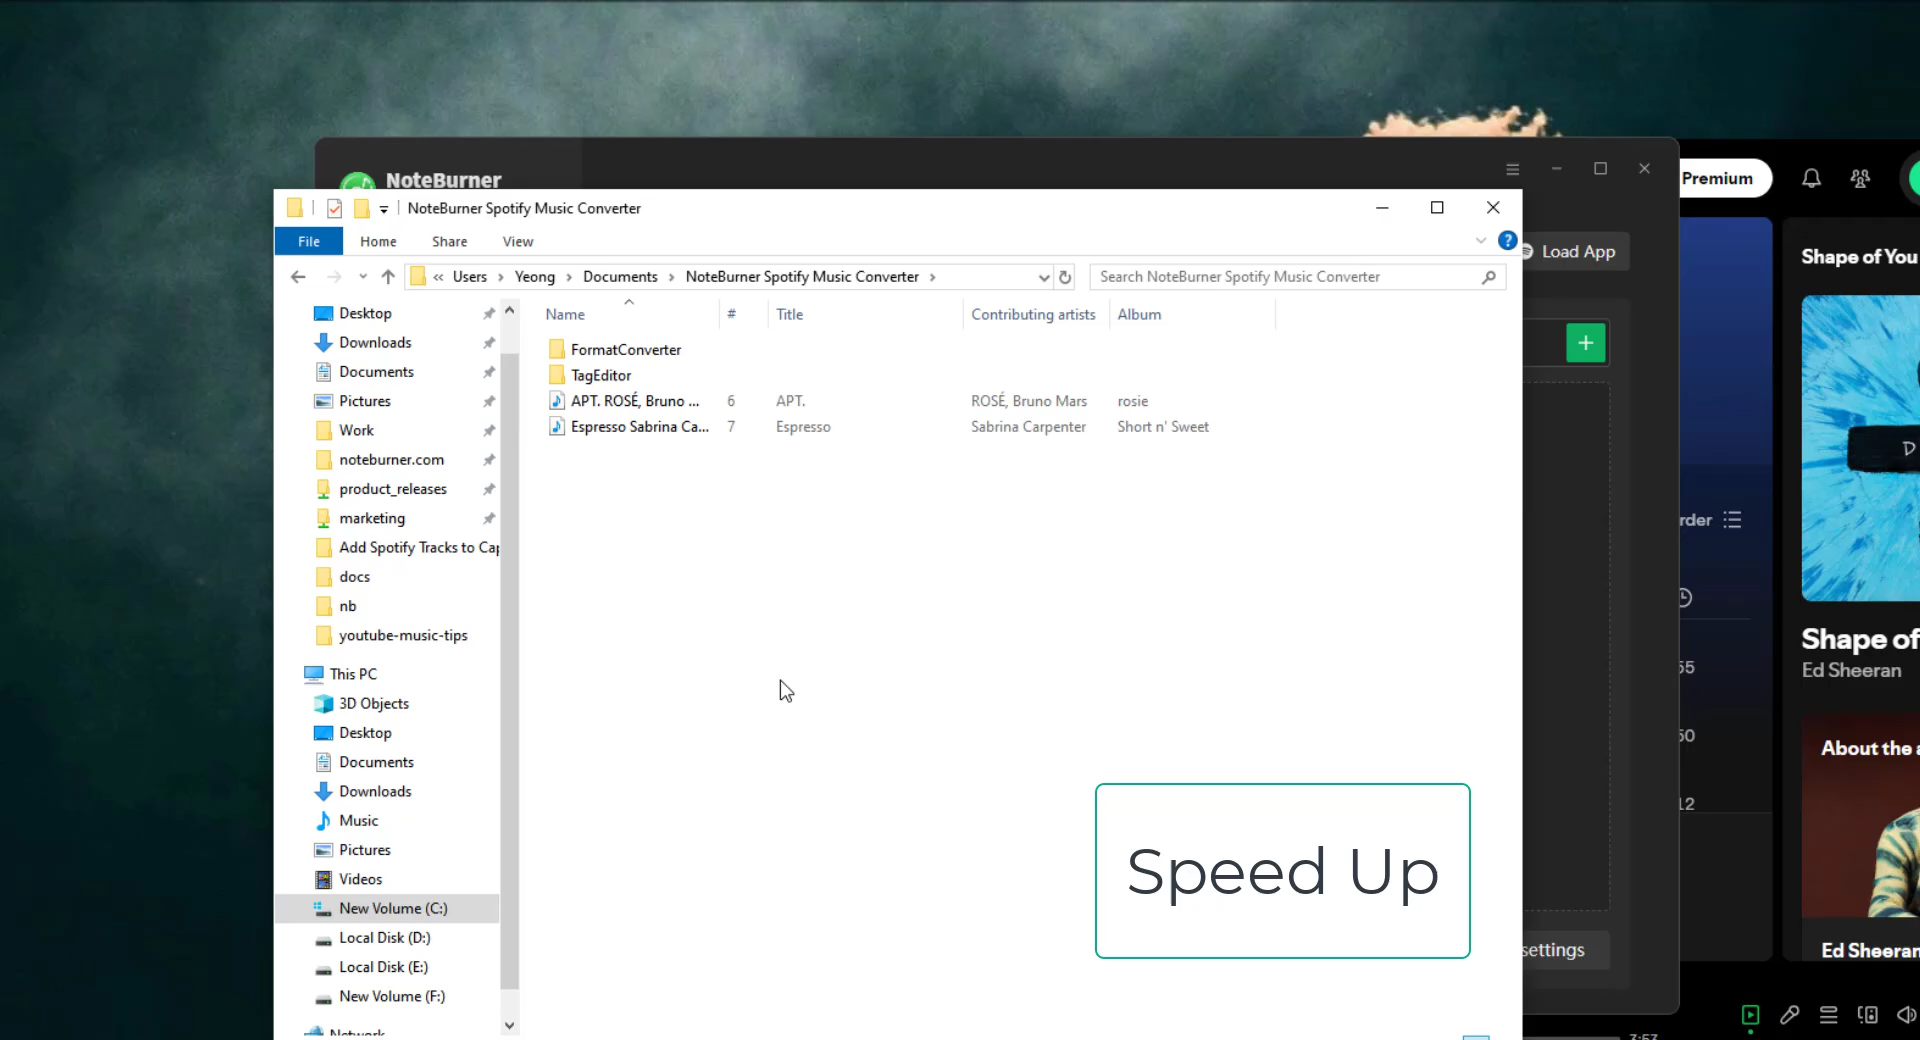 NoteBurner
Premium
NoteBurner Spotify Music Converter
File
Home
Share
View
Load App
Shape of You
« Users > Yeong > Documents > NoteBurner Spotify Music Converter >
Search NoteBurner Spotify Music Converter
Desktop
Downloads
Documents
Pictures
Work
noteburner.com
product_releases
marketing
Add Spotify Tracks to Cap
docs
nb
youtube-music-tips
This PC
3D Objects
Desktop
Documents
Downloads
Music
Pictures
Videos
New Volume (C:)
Local Disk (D:)
Local Disk (E:)
New Volume (F:)
Network
Name # Title Contributing artists Album
FormatConverter
TagEditor
APT. ROSÉ, Bruno ... 6 APT. ROSÉ, Bruno Mars rosie
Espresso Sabrina Ca... 7 Espresso Sabrina Carpenter Short n' Sweet
Speed Up
settings
rder
55
50
12
3:53
D
Shape of
Ed Sheeran
About the a
Ed Sheeran